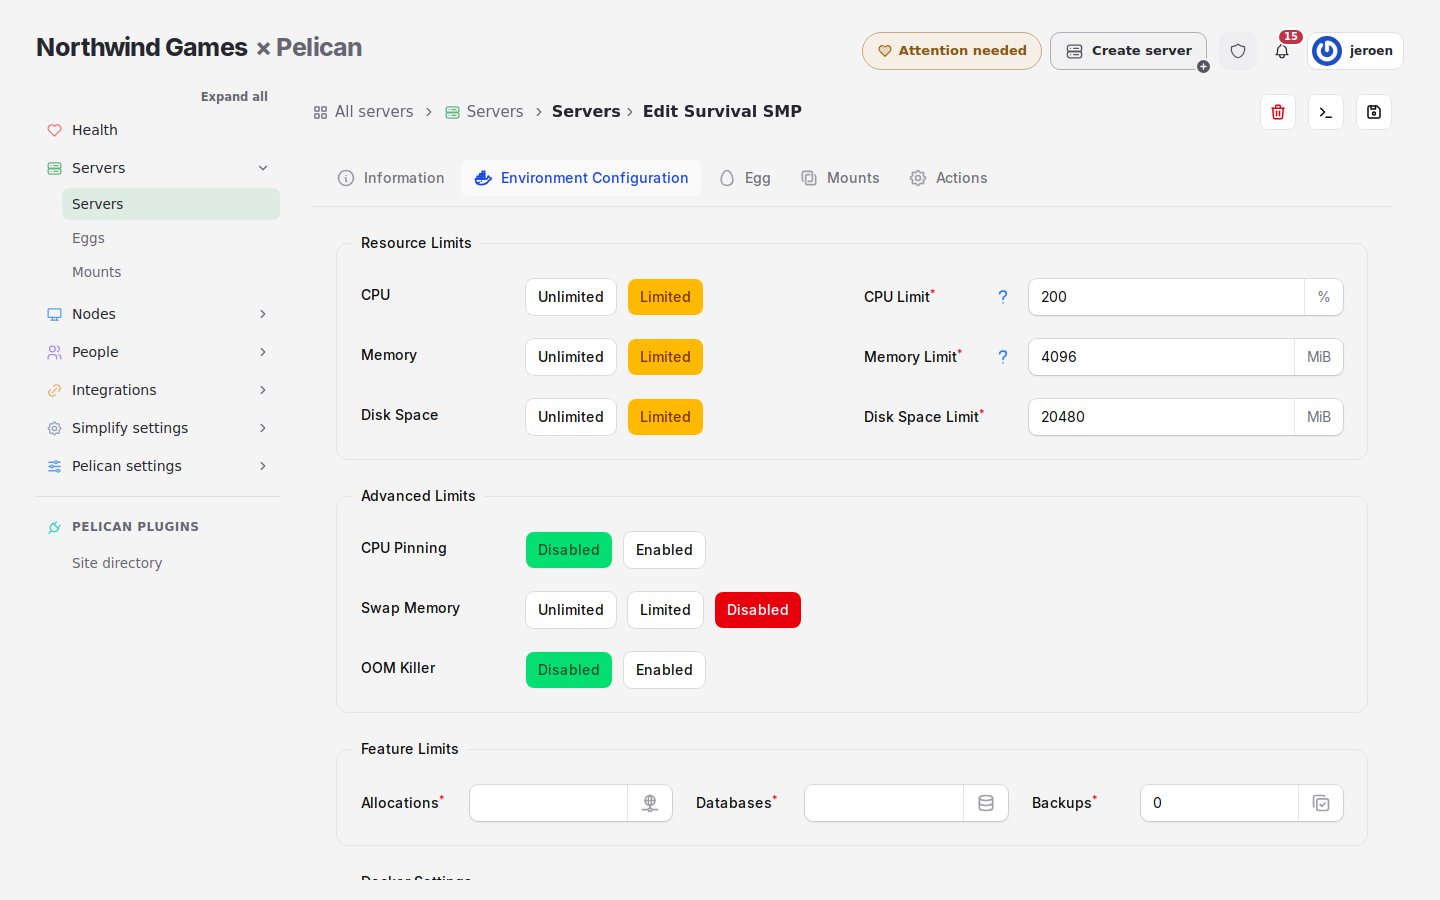 Northwind Games × Pelican
Attention needed
Create server
15
jeroen
Expand all
Health
Servers
Servers
Eggs
Mounts
Nodes
People
Integrations
Simplify settings
Pelican settings
PELICAN PLUGINS
Site directory
All servers > Servers > Servers > Edit Survival SMP
Information
Environment Configuration
Egg
Mounts
Actions
Resource Limits
CPU Unlimited Limited CPU Limit* ? 200 %
Memory Unlimited Limited Memory Limit* ? 4096 MiB
Disk Space Unlimited Limited Disk Space Limit* 20480 MiB
Advanced Limits
CPU Pinning Disabled Enabled
Swap Memory Unlimited Limited Disabled
OOM Killer Disabled Enabled
Feature Limits
Allocations* Databases* Backups* 0
Docker Settings